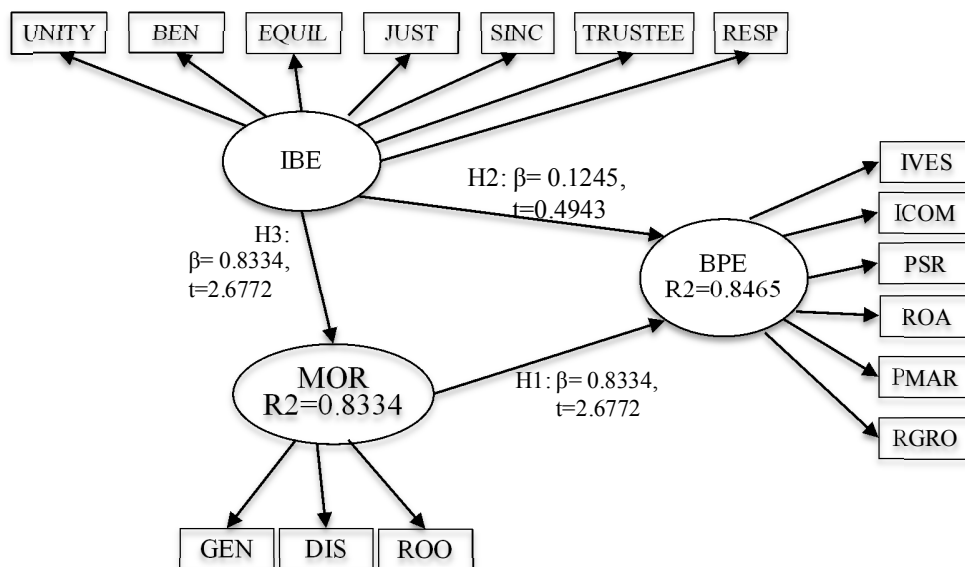 UNITY
BEN
EQUIL
JUST
SINC
TRUSTEE
RESP
IBE
H2: β= 0.1245,
t=0.4943
H3:
β= 0.8334,
t=2.6772
BPE
R2=0.8465
IVES
ICOM
PSR
ROA
PMAR
RGRO
MOR
R2=0.8334
H1: β= 0.8334,
t=2.6772
GEN
DIS
ROO